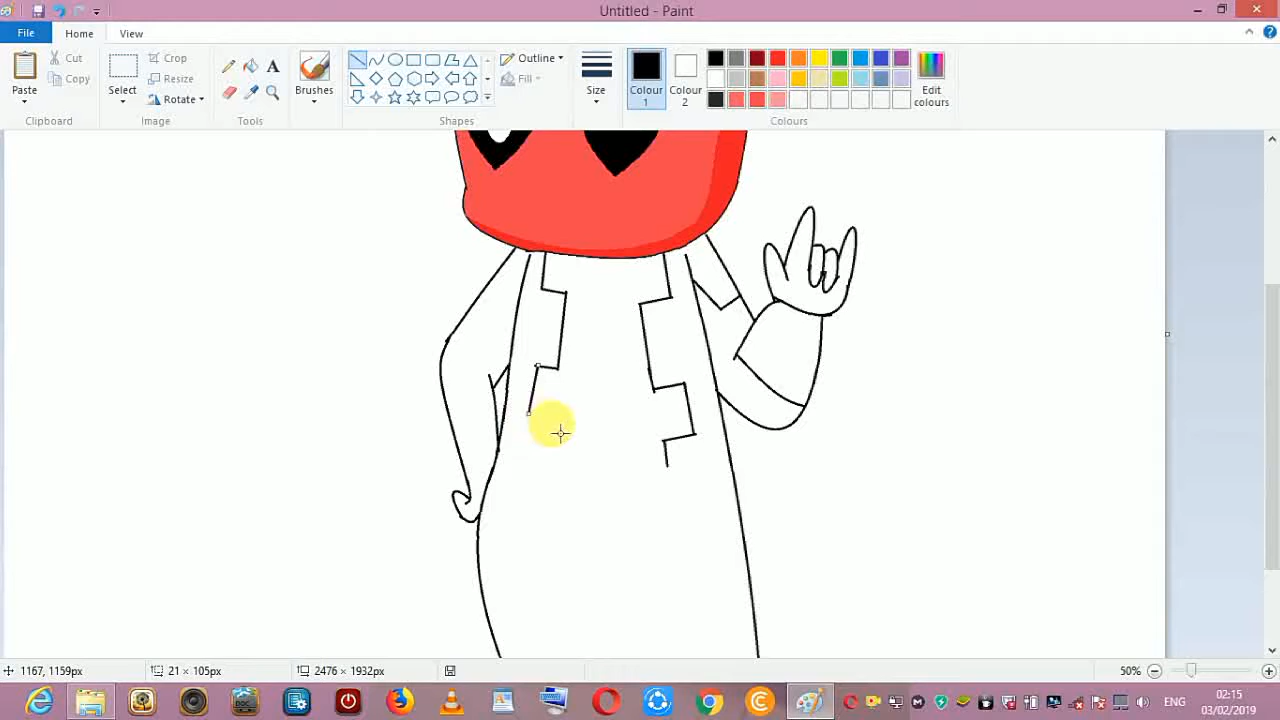 Untitled - Paint
File
Home
View
Paste
Cut
Copy
Select
Crop
Resize
Rotate
Brushes
Outline
Fill
Size
Colour
1
Colour
2
Edit
colours
Clipboard
Image
Tools
Shapes
Colours
1167, 1159px
21 × 105px
2476 × 1932px
50%
ENG
02:15
03/02/2019